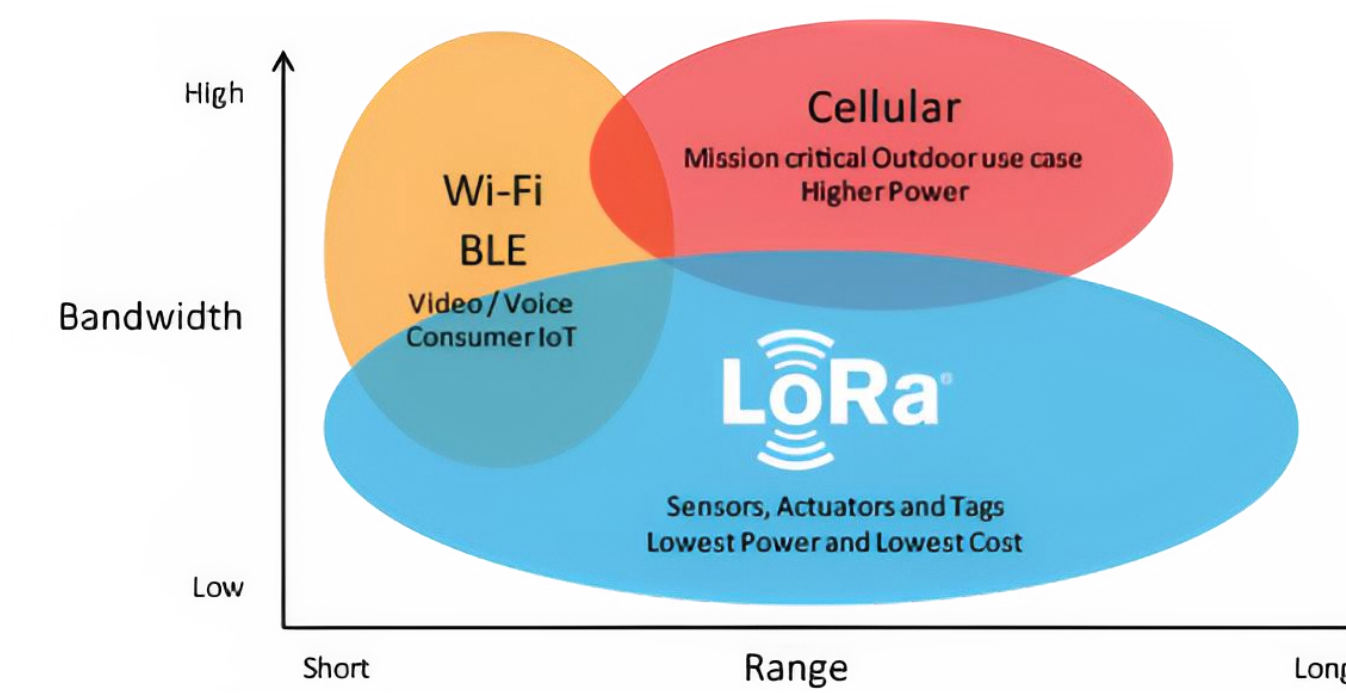 High
Cellular
Mission critical Outdoor use case
Higher Power
Wi-Fi
BLE
Video / Voice
Consumer IoT
Bandwidth
LoRa®
Sensors, Actuators and Tags
Lowest Power and Lowest Cost
Low
Short
Range
Long